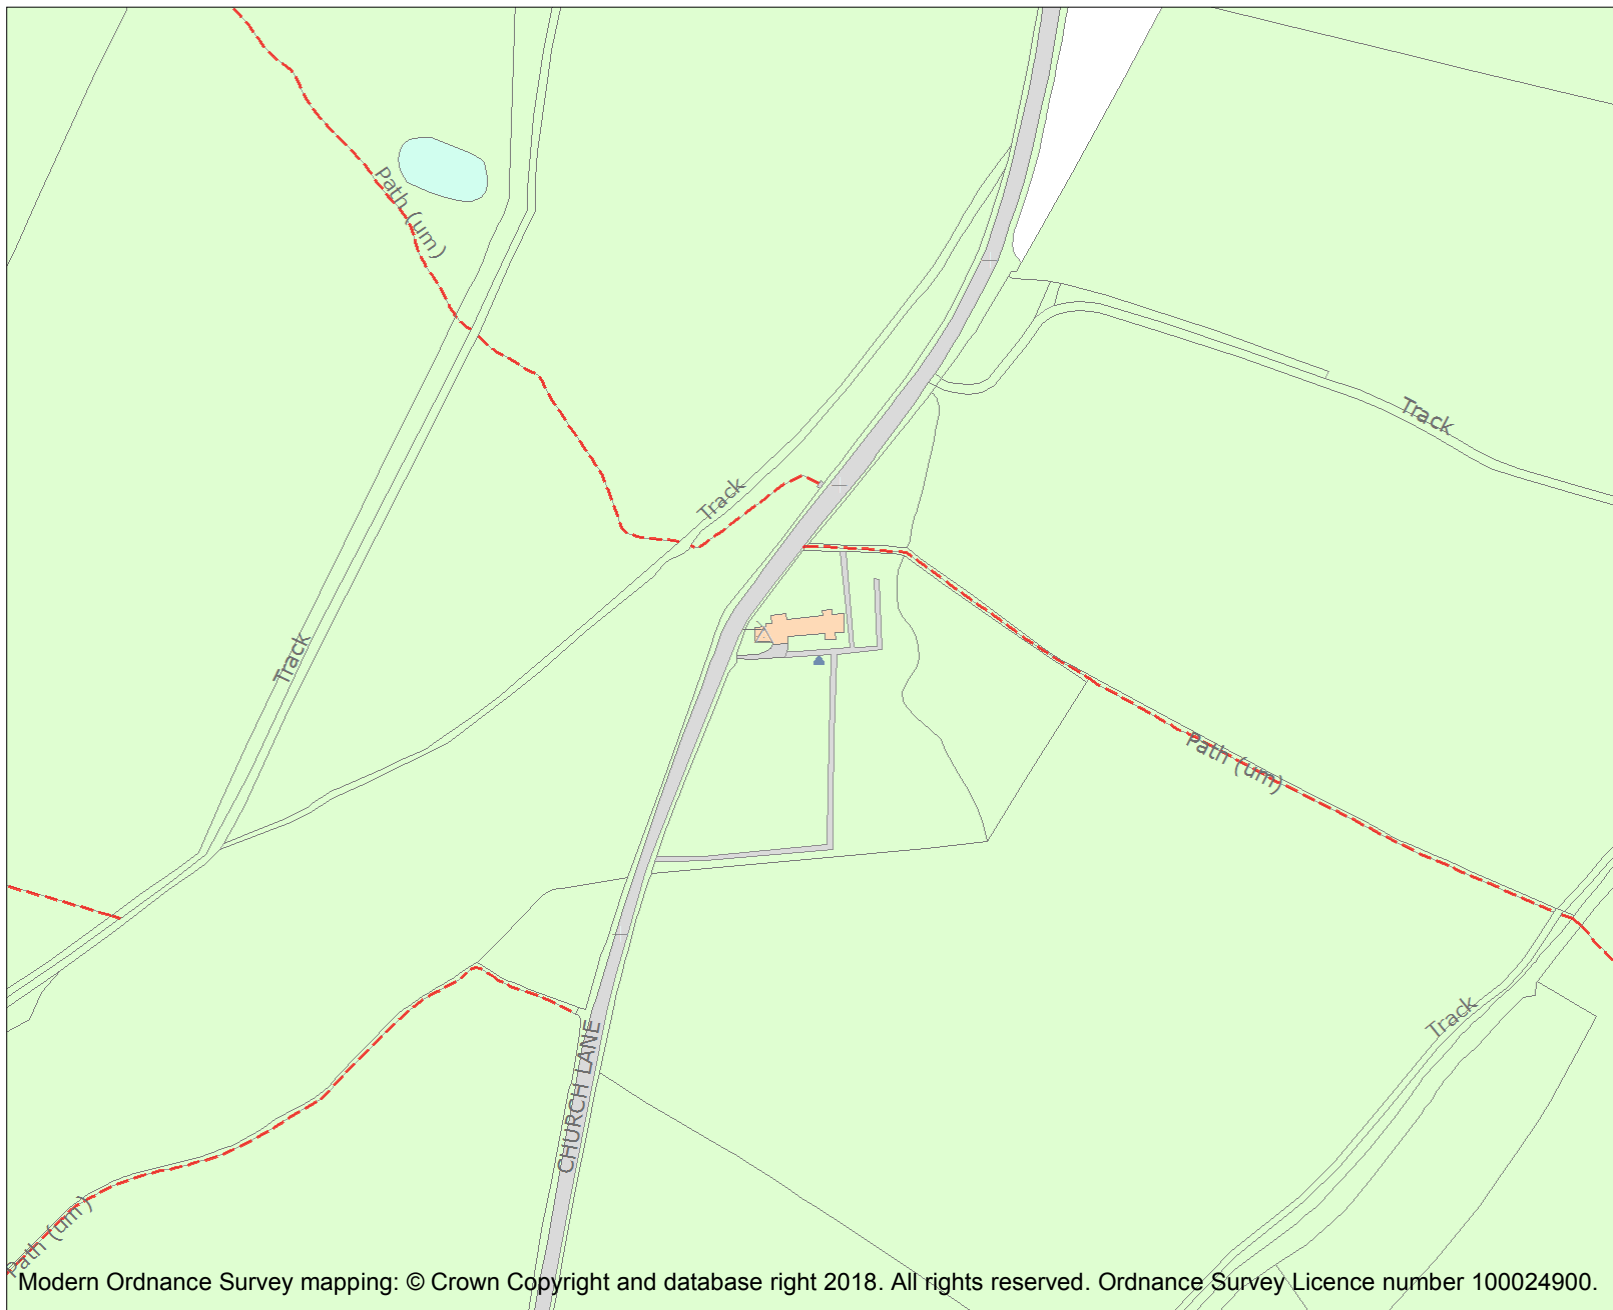 Path (um)
Track
Track
Track
Path (um)
Track
CHURCH LANE
Path (um)
Modern Ordnance Survey mapping: © Crown Copyright and database right 2018. All rights reserved. Ordnance Survey Licence number 100024900.